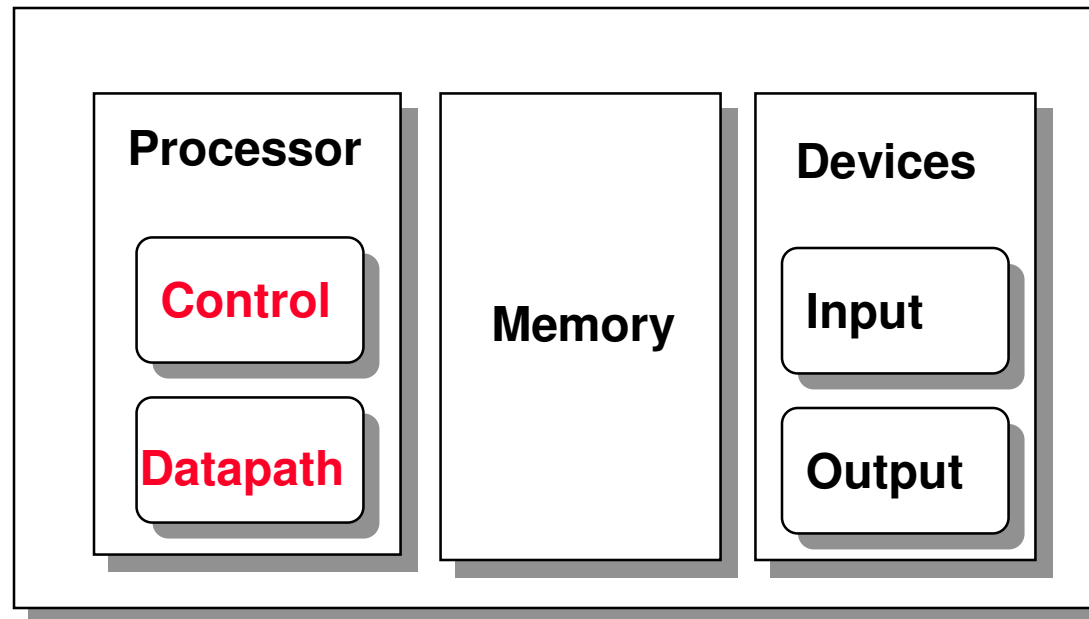 Processor
Control
Datapath
Memory
Devices
Input
Output